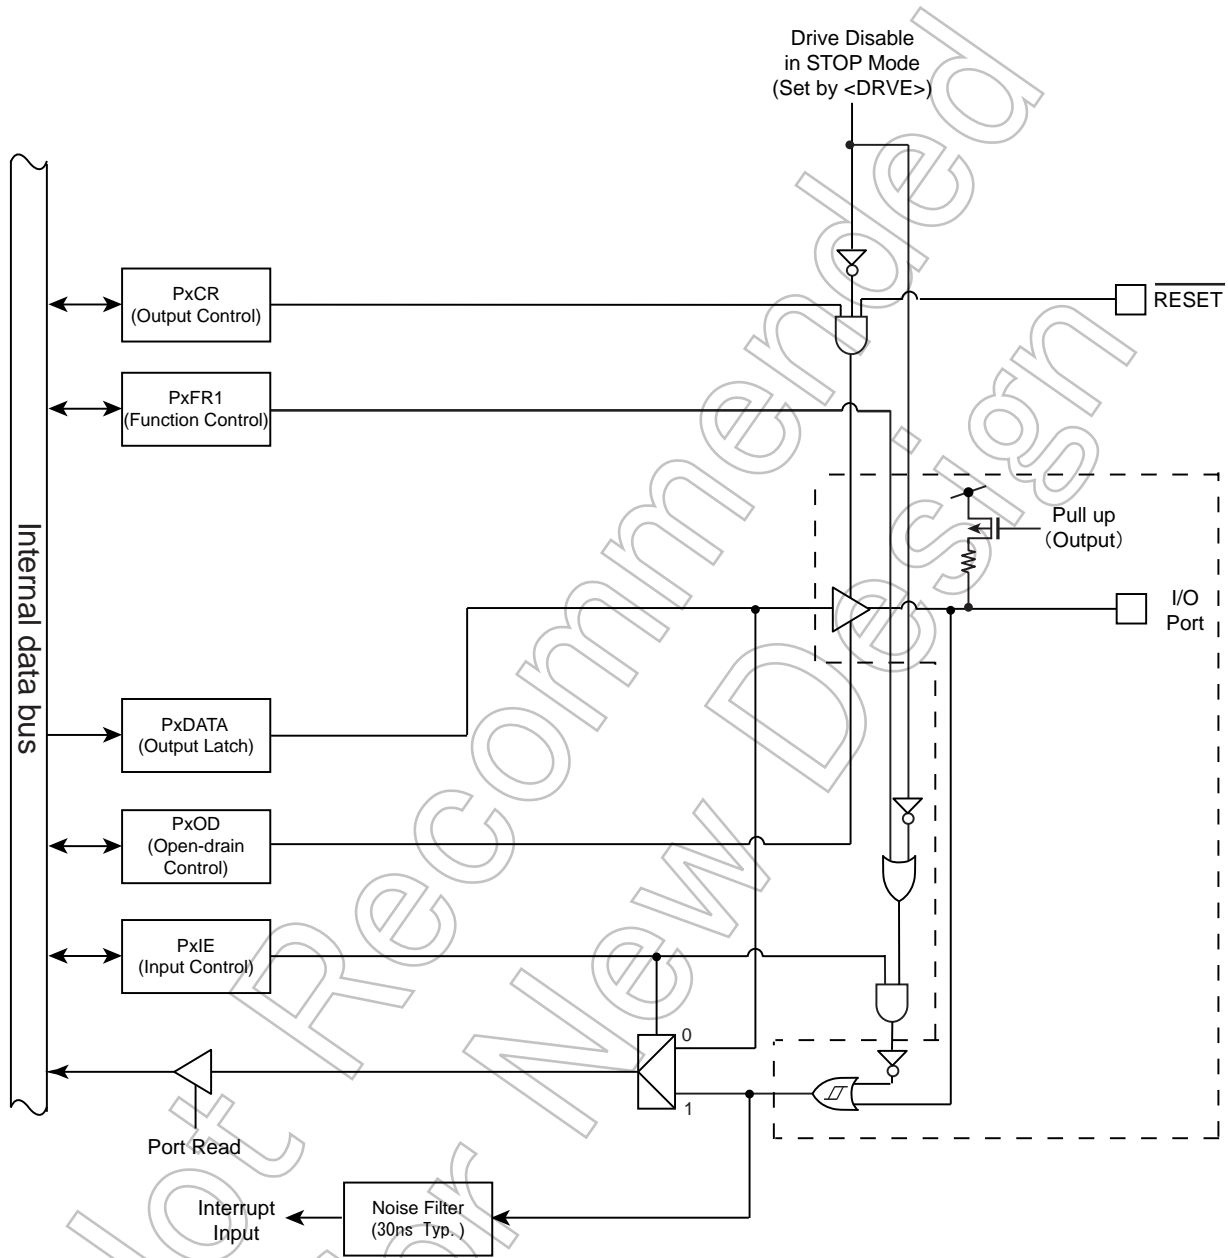 Drive Disable
in STOP Mode
(Set by <DRVE>)
PxCR
(Output Control)
RESET
PxFR1
(Function Control)
Pull up
(Output)
I/O
Port
Internal data bus
PxDATA
(Output Latch)
PxOD
(Open-drain
Control)
PxIE
(Input Control)
0
1
Port Read
Interrupt
Input
Noise Filter
(30ns Typ.)
Not Recommended
for New Design